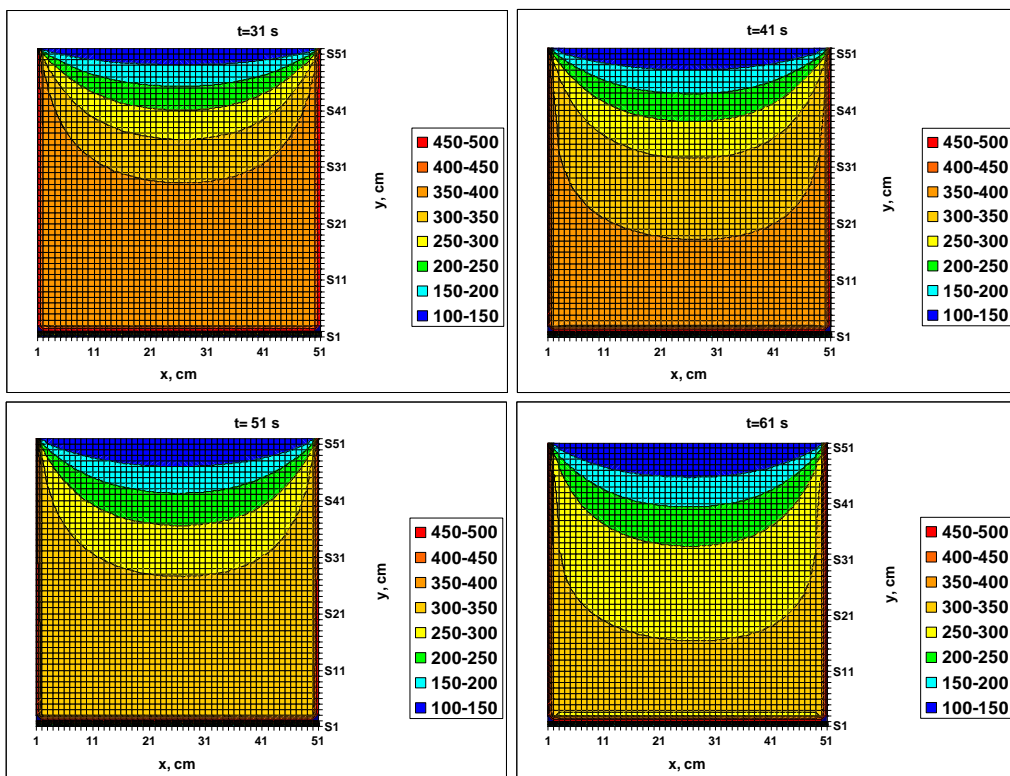 t=31 s
S51
S41
S31
S21
S11
S1
y, cm
1 11 21 31 41 51
x, cm
450-500
400-450
350-400
300-350
250-300
200-250
150-200
100-150
t=41 s
S51
S41
S31
S21
S11
S1
y, cm
1 11 21 31 41 51
x, cm
450-500
400-450
350-400
300-350
250-300
200-250
150-200
100-150
t= 51 s
S51
S41
S31
S21
S11
S1
y, cm
1 11 21 31 41 51
x, cm
450-500
400-450
350-400
300-350
250-300
200-250
150-200
100-150
t=61 s
S51
S41
S31
S21
S11
S1
y, cm
1 11 21 31 41 51
x, cm
450-500
400-450
350-400
300-350
250-300
200-250
150-200
100-150